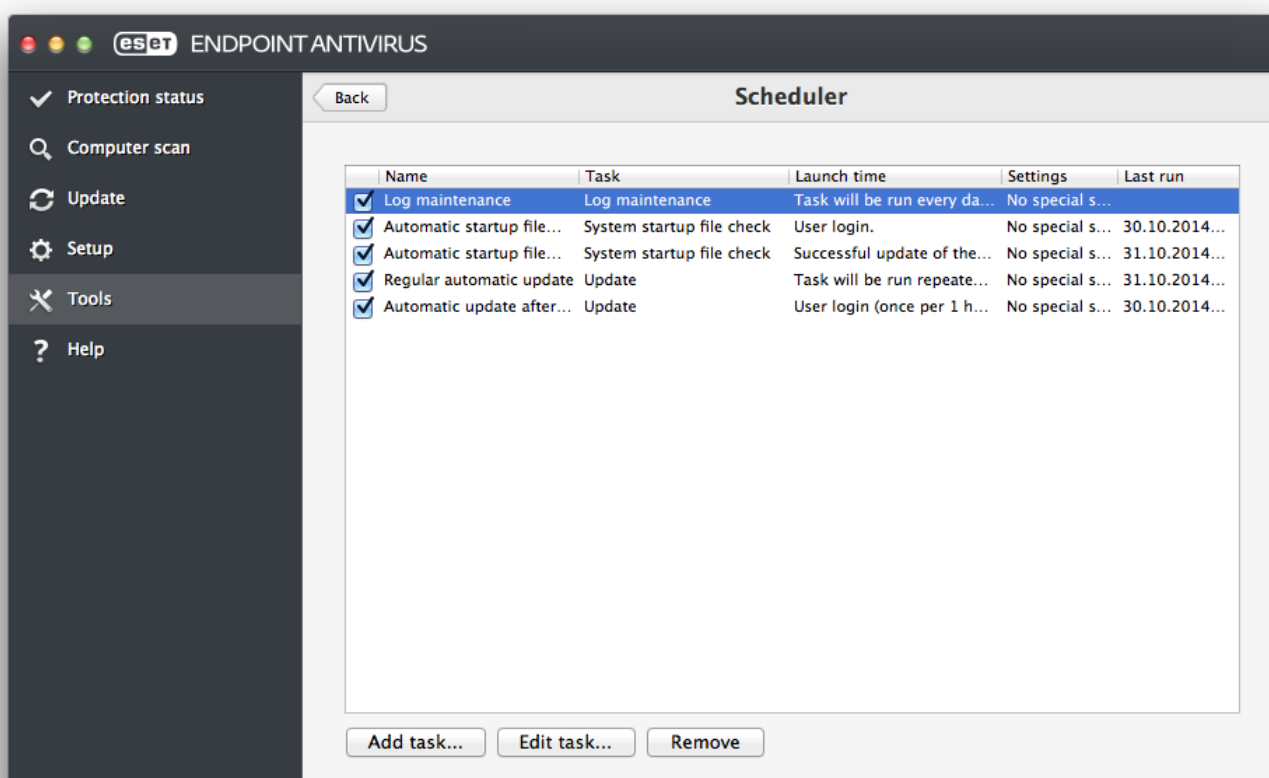 eseT ENDPOINT ANTIVIRUS
Protection status
Computer scan
Update
Setup
Tools
Help
Back
Scheduler
Name Task Launch time Settings Last run
Log maintenance Log maintenance Task will be run every da... No special s...
Automatic startup file... System startup file check User login. No special s... 30.10.2014...
Automatic startup file... System startup file check Successful update of the... No special s... 31.10.2014...
Regular automatic update Update Task will be run repeate... No special s... 31.10.2014...
Automatic update after... Update User login (once per 1 h... No special s... 30.10.2014...
Add task... Edit task... Remove